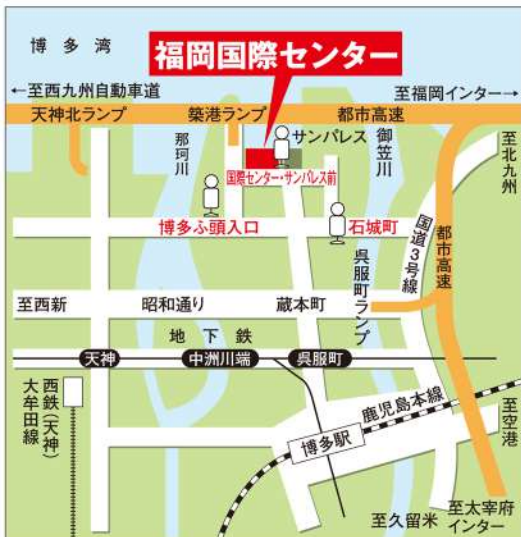 博多湾
福岡国際センター
←至西九州自動車道
至福岡インター→
天神北ランプ
築港ランプ
都市高速
那珂川
サンパレス
御笠川
至北九州
国際センター・サンパレス前
博多ふ頭入口
石城町
国道3号線
都市高速
呉服町ランプ
至西新
昭和通り
蔵本町
地下鉄
天神
中洲川端
呉服町
西鉄(天神)
大牟田線
鹿児島本線
博多駅
至空港
至久留米
至太宰府
インター